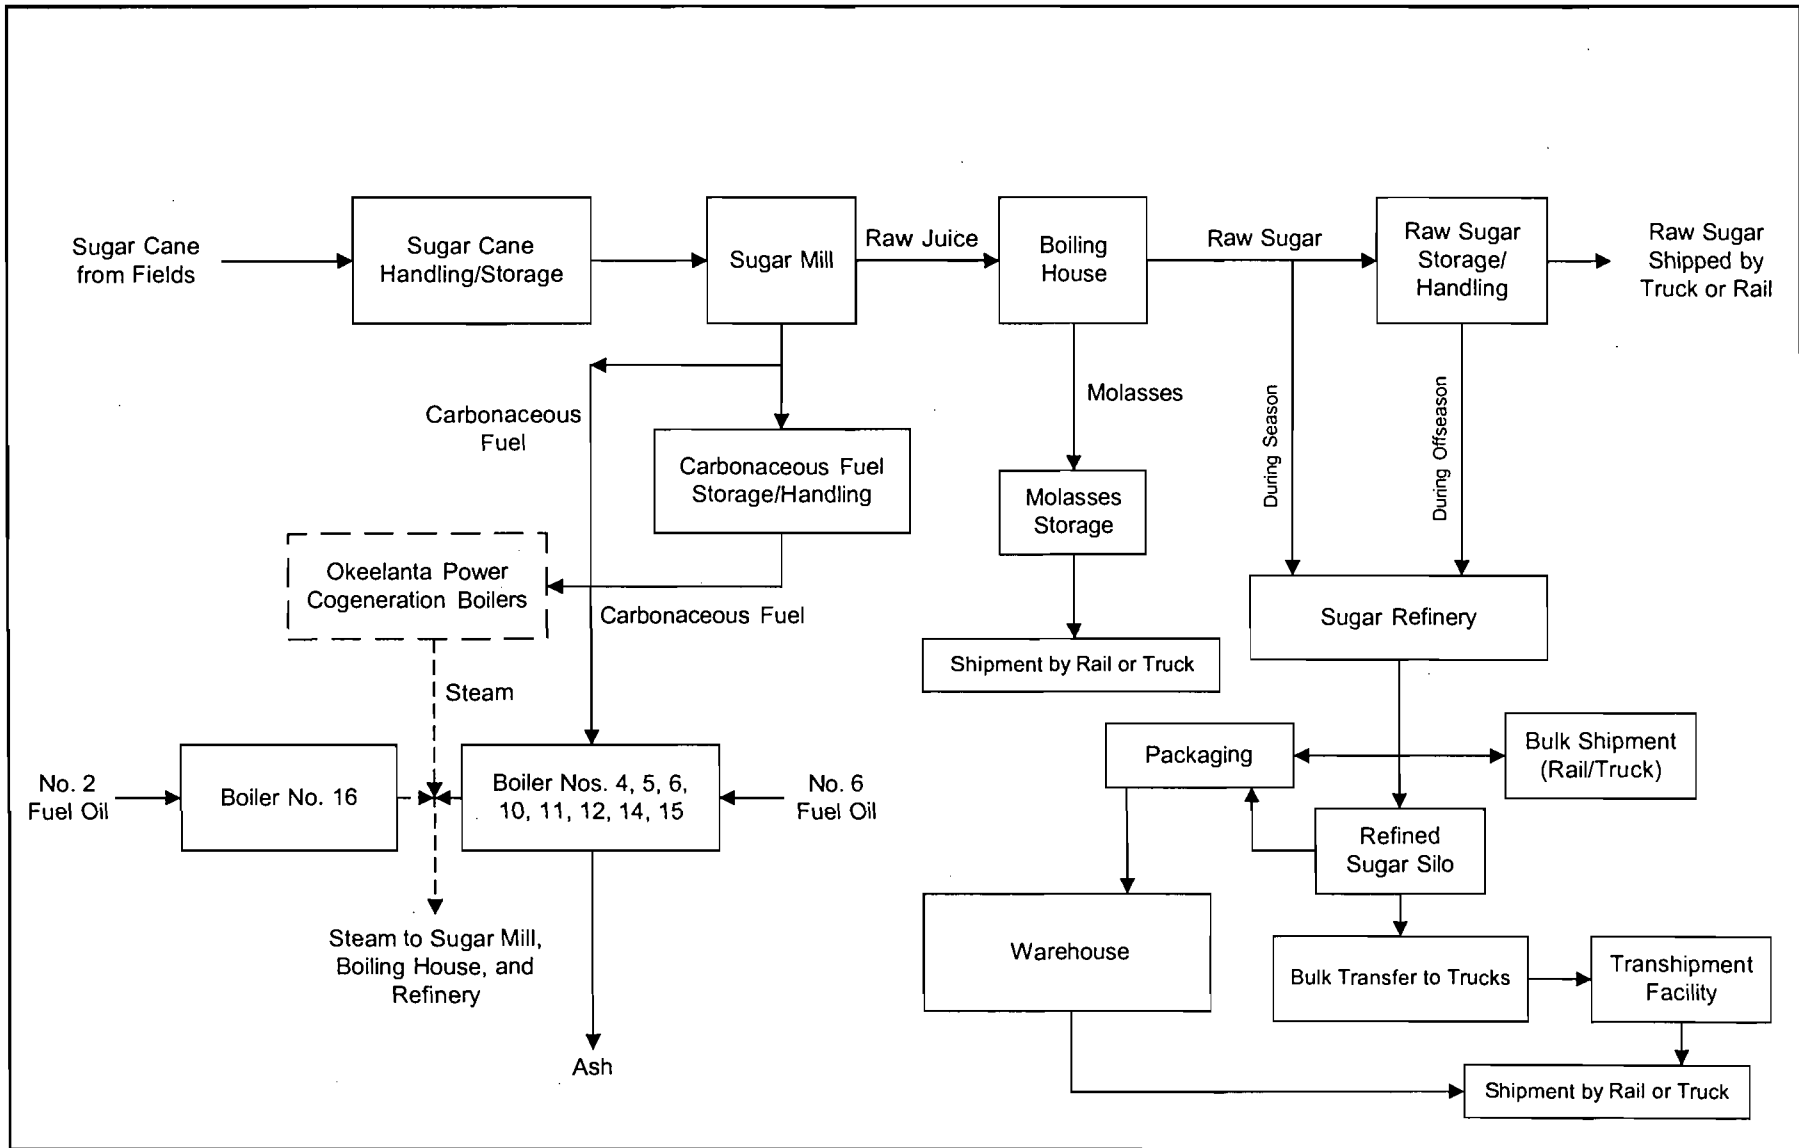 Sugar Cane
from Fields
Sugar Cane
Handling/Storage
Sugar Mill
Raw Juice
Boiling
House
Raw Sugar
Raw Sugar
Storage/
Handling
Raw Sugar
Shipped by
Truck or Rail
Carbonaceous
Fuel
Carbonaceous Fuel
Storage/Handling
Molasses
Molasses
Storage
During Season
During Offseason
Okeelanta Power
Cogeneration Boilers
Carbonaceous Fuel
Sugar Refinery
Shipment by Rail or Truck
Steam
Packaging
Bulk Shipment
(Rail/Truck)
No. 2
Fuel Oil
Boiler No. 16
Boiler Nos. 4, 5, 6,
10, 11, 12, 14, 15
No. 6
Fuel Oil
Refined
Sugar Silo
Steam to Sugar Mill,
Boiling House, and
Refinery
Warehouse
Bulk Transfer to Trucks
Transhipment
Facility
Ash
Shipment by Rail or Truck